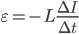 ε = −L ΔI/Δt